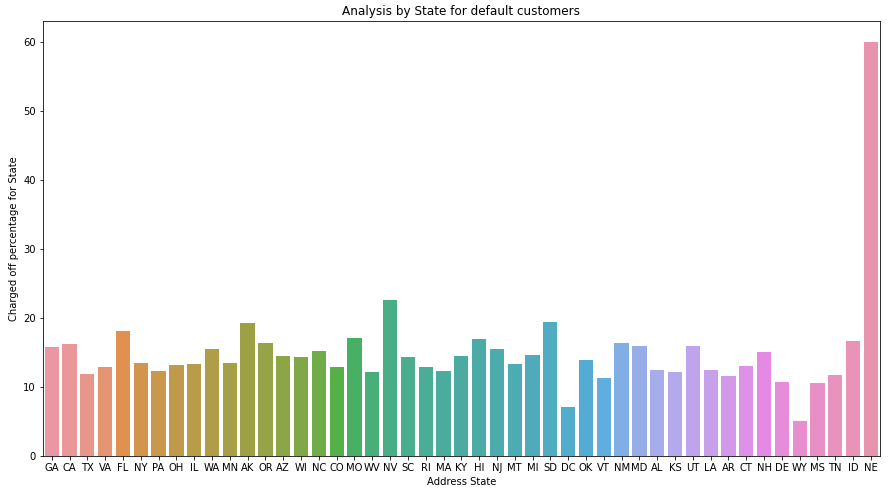 Analysis by State for default customers
Charged off percentage for State
60
50
40
30
20
10
0
GA CA TX VA FL NY PA OH IL WA MN AK OR AZ WI NC CO MO WV NV SC RI MA KY HI NJ MT MI SD DC OK VT NM MD AL KS UT LA AR CT NH DE WY MS TN ID NE
Address State